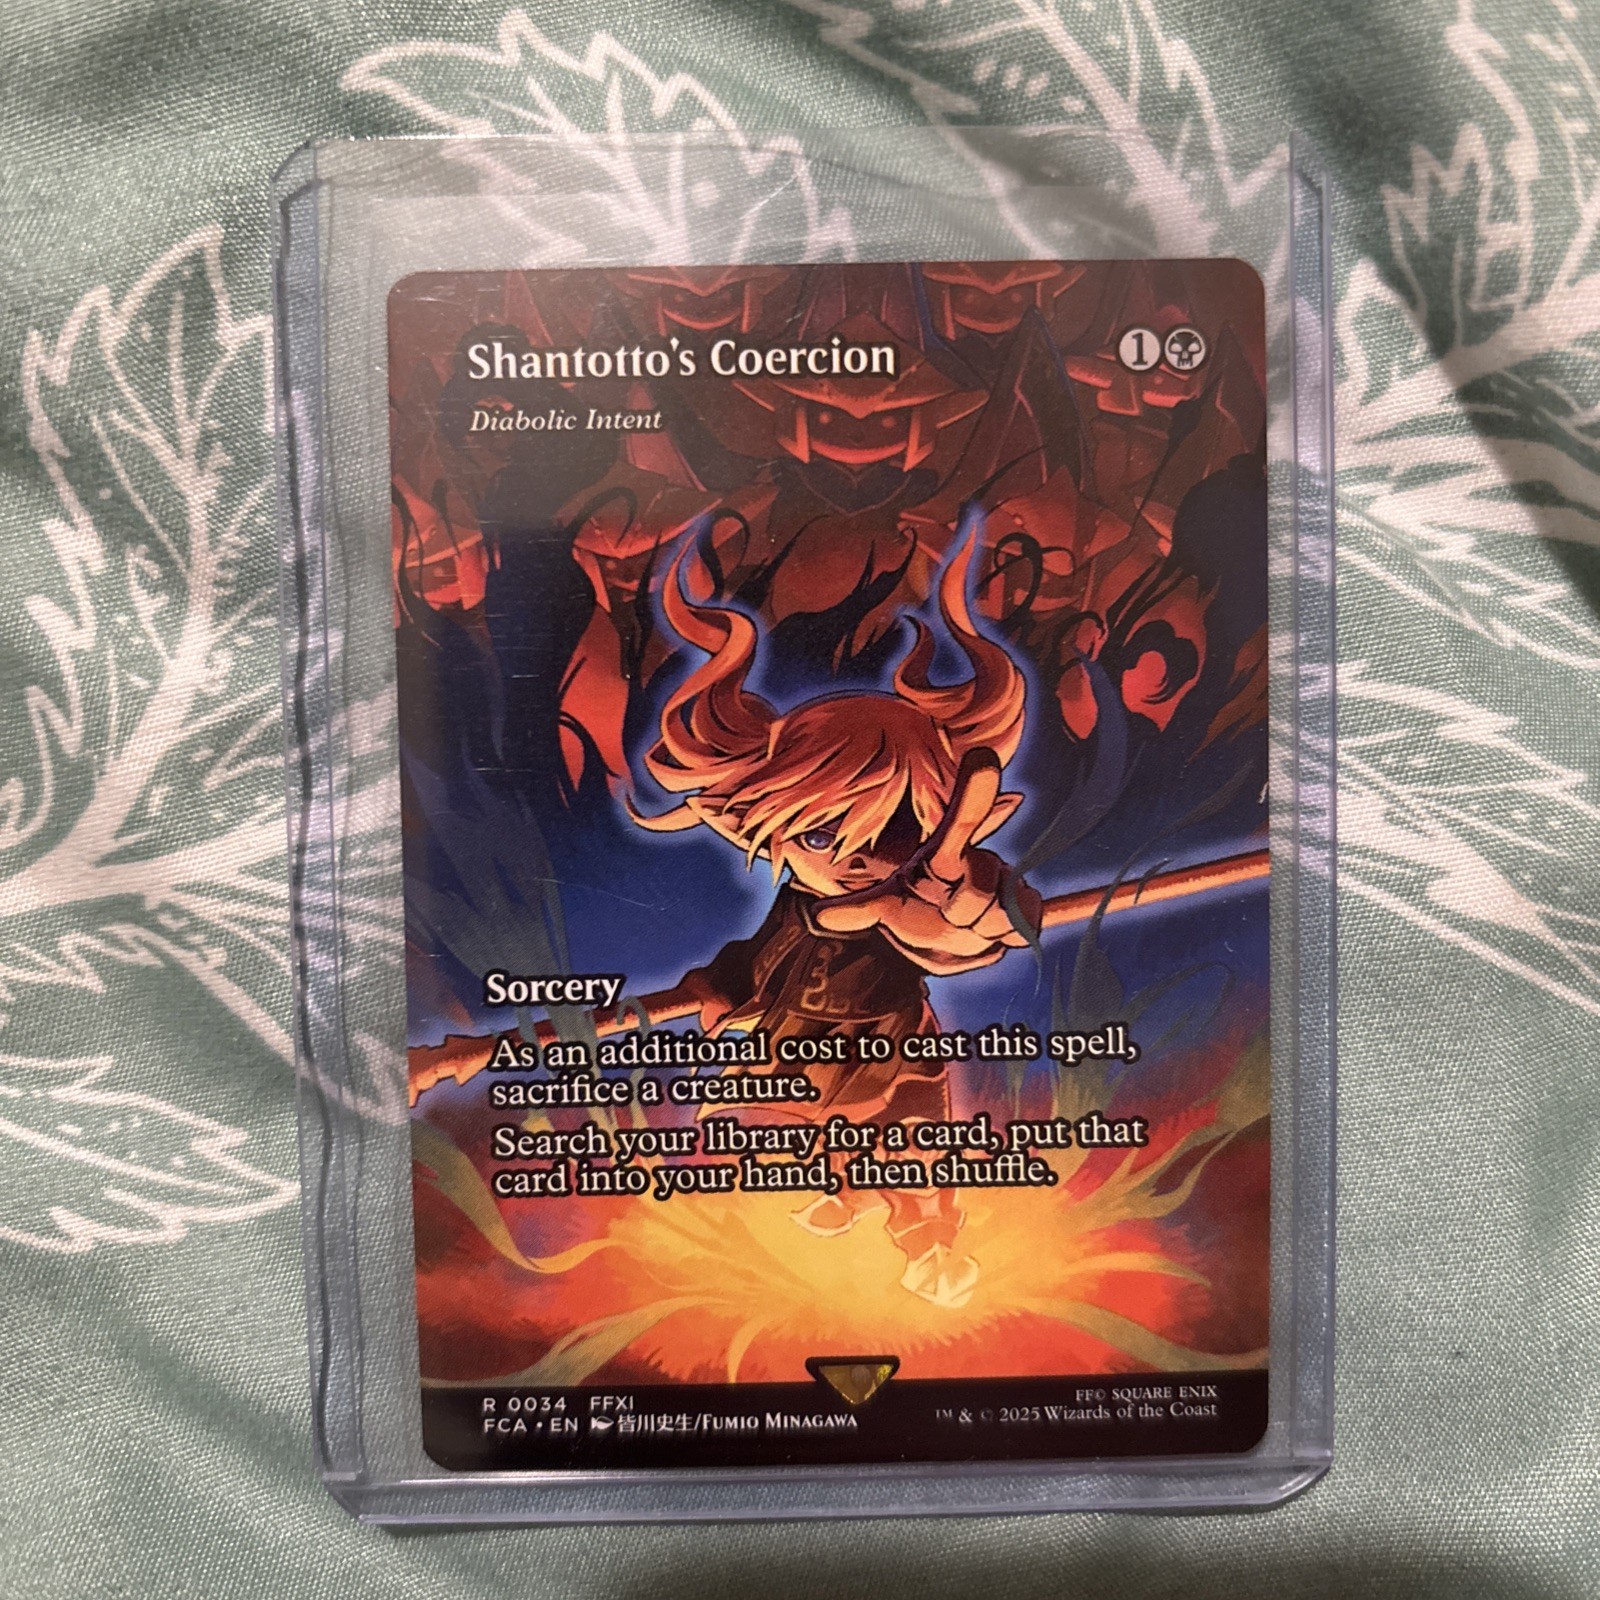 Shantotto's Coercion 1
Diabolic Intent
Sorcery
As an additional cost to cast this spell,
sacrifice a creature.
Search your library for a card, put that
card into your hand, then shuffle.
R 0034 FFXI
FCA • EN 皆川史生/FUMIO MINAGAWA
FF© SQUARE ENIX
™ & © 2025 Wizards of the Coast